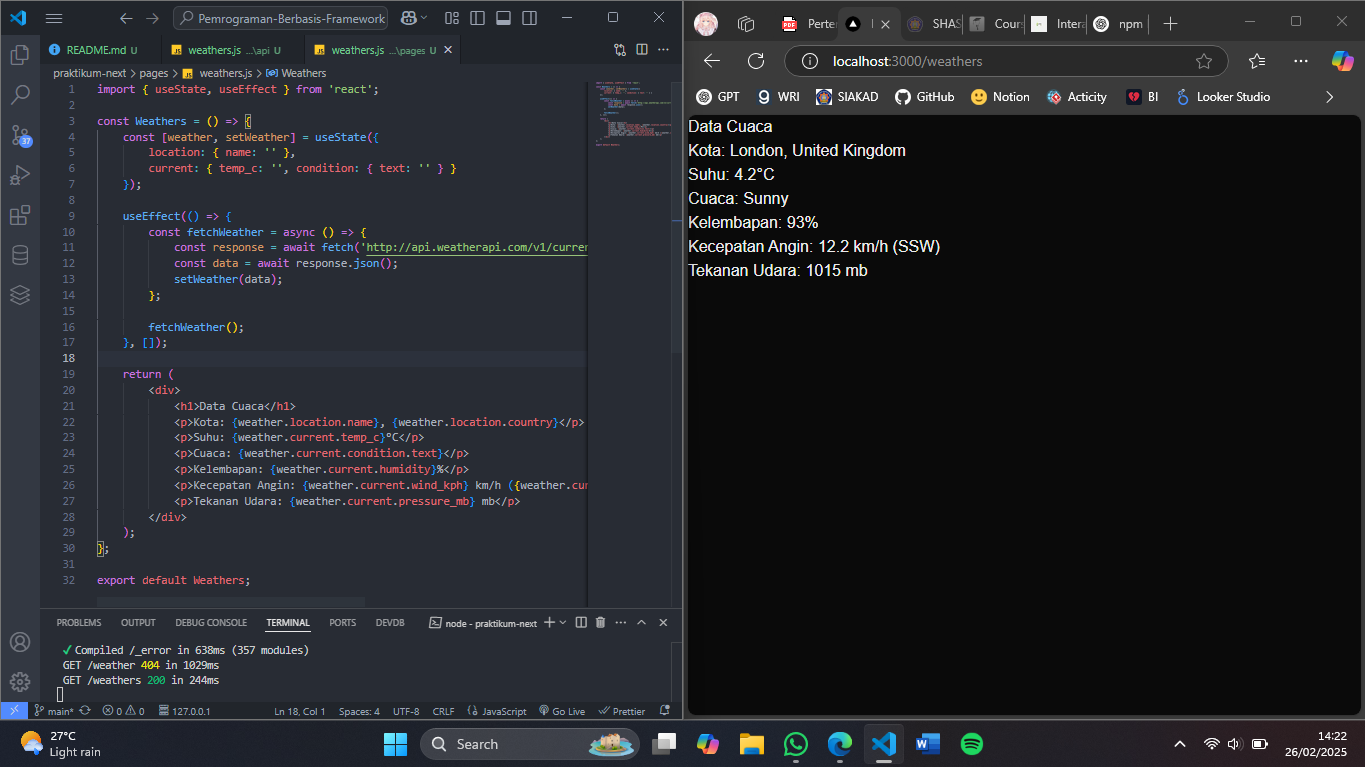 Pemrograman-Berbasis-Framework
README.md U
weathers.js ...\api U
weathers.js ...\pages U
praktikum-next > pages > weathers.js > Weathers
1 import { useState, useEffect } from 'react';
2
3 const Weathers = () => {
4 const [weather, setWeather] = useState({
5 location: { name: '' },
6 current: { temp_c: '', condition: { text: '' } }
7 });
8
9 useEffect(() => {
10 const fetchWeather = async () => {
11 const response = await fetch('http://api.weatherapi.com/v1/curren
12 const data = await response.json();
13 setWeather(data);
14 };
15
16 fetchWeather();
17 }, []);
18
19 return (
20 <div>
21 <h1>Data Cuaca</h1>
22 <p>Kota: {weather.location.name}, {weather.location.country}</p>
23 <p>Suhu: {weather.current.temp_c}°C</p>
24 <p>Cuaca: {weather.current.condition.text}</p>
25 <p>Kelembapan: {weather.current.humidity}%</p>
26 <p>Kecepatan Angin: {weather.current.wind_kph} km/h ({weather.cur
27 <p>Tekanan Udara: {weather.current.pressure_mb} mb</p>
28 </div>
29 );
30 };
31
32 export default Weathers;
37
PROBLEMS OUTPUT DEBUG CONSOLE TERMINAL PORTS DEVDB
node - praktikum-next
✓ Compiled /_error in 638ms (357 modules)
GET /weather 404 in 1029ms
GET /weathers 200 in 244ms
main* 0 0 127.0.0.1 Ln 18, Col 1 Spaces: 4 UTF-8 CRLF JavaScript Go Live Prettier
PDF Perte SHAS Cour Intera npm
localhost:3000/weathers
GPT WRI SIAKAD GitHub Notion Acticity BI Looker Studio
Data Cuaca
Kota: London, United Kingdom
Suhu: 4.2°C
Cuaca: Sunny
Kelembapan: 93%
Kecepatan Angin: 12.2 km/h (SSW)
Tekanan Udara: 1015 mb
27°C
Light rain
Search
14:22
26/02/2025